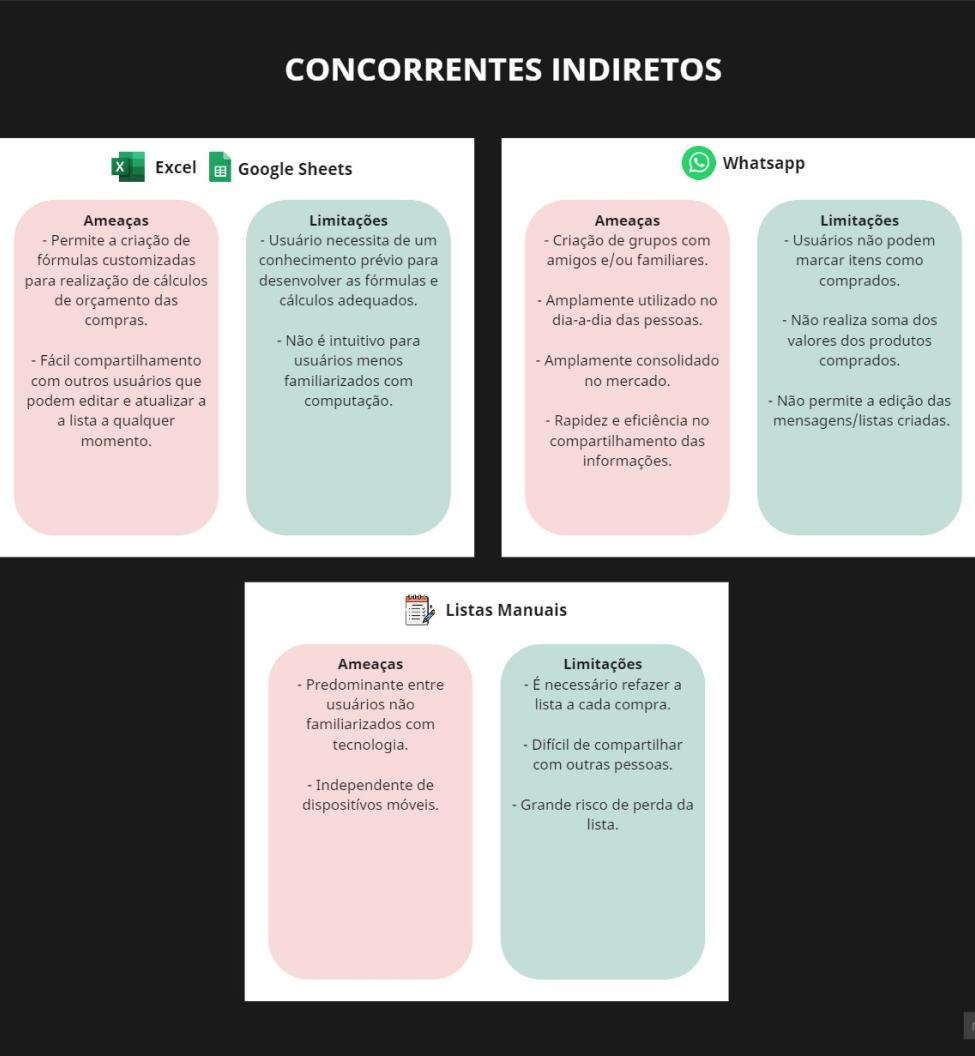 CONCORRENTES INDIRETOS
Excel Google Sheets
Ameaças
- Permite a criação de
fórmulas customizadas
para realização de cálculos
de orçamento das
compras.
- Fácil compartilhamento
com outros usuários que
podem editar e atualizar a
a lista a qualquer
momento.
Limitações
- Usuário necessita de um
conhecimento prévio para
desenvolver as fórmulas e
cálculos adequados.
- Não é intuitivo para
usuários menos
familiarizados com
computação.
Whatsapp
Ameaças
- Criação de grupos com
amigos e/ou familiares.
- Amplamente utilizado no
dia-a-dia das pessoas.
- Amplamente consolidado
no mercado.
- Rapidez e eficiência no
compartilhamento das
informações.
Limitações
- Usuários não podem
marcar itens como
comprados.
- Não realiza soma dos
valores dos produtos
comprados.
- Não permite a edição das
mensagens/listas criadas.
Listas Manuais
Ameaças
- Predominante entre
usuários não
familiarizados com
tecnologia.
- Independente de
dispositívos móveis.
Limitações
- É necessário refazer a
lista a cada compra.
- Difícil de compartilhar
com outras pessoas.
- Grande risco de perda da
lista.